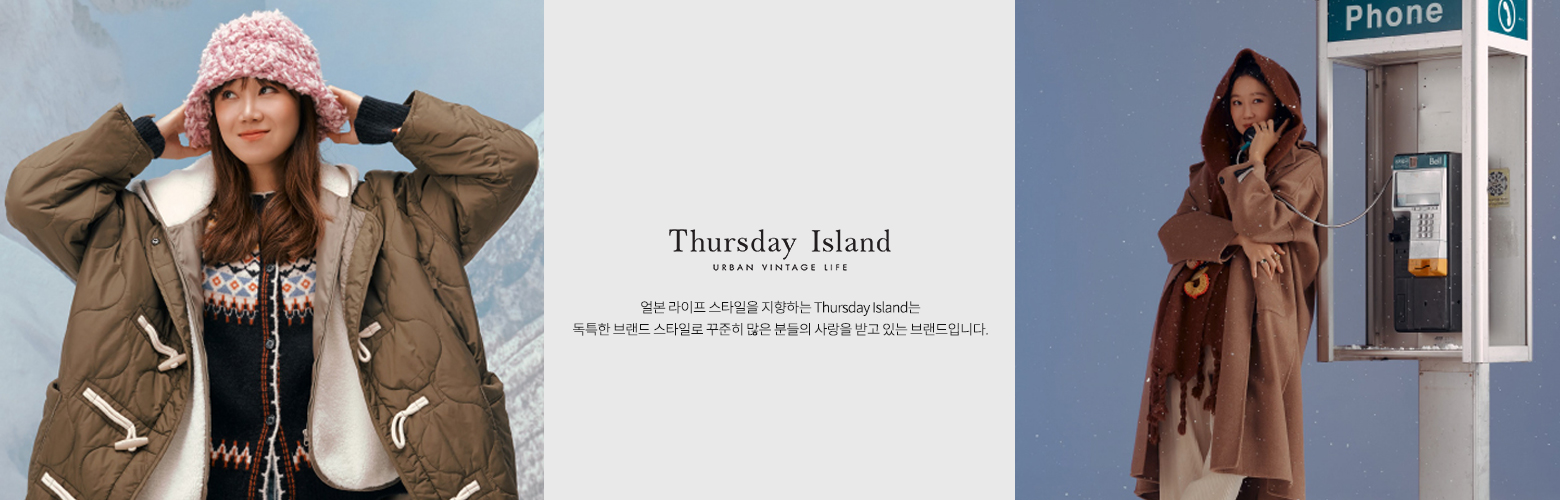 Thursday Island
URBAN VINTAGE LIFE
얼본 라이프 스타일을 지향하는 Thursday Island는
독특한 브랜드 스타일로 꾸준히 많은 분들의 사랑을 받고 있는 브랜드입니다.
Phone
Bell